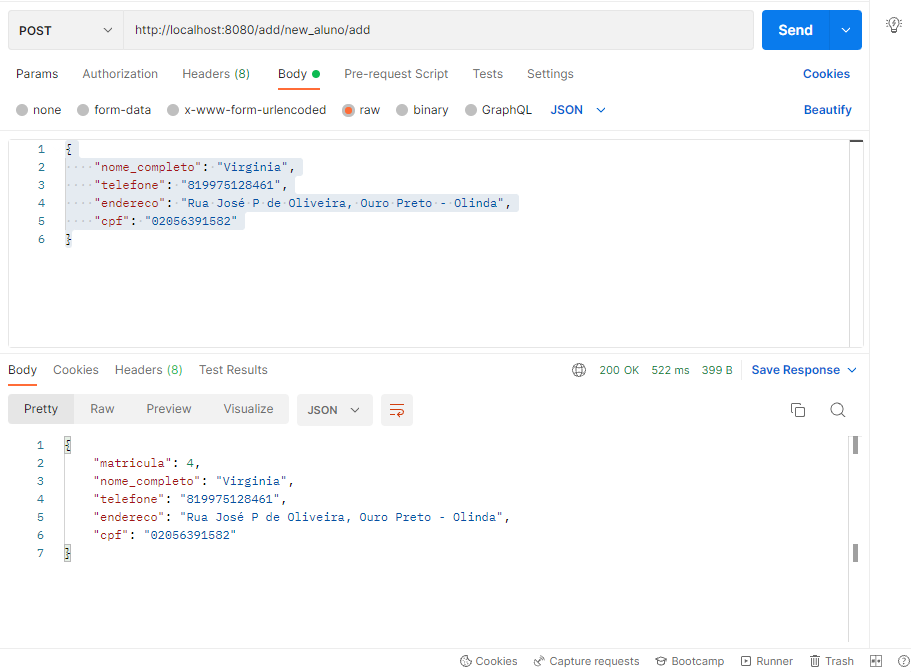 POST http://localhost:8080/add/new_aluno/add Send
Params Authorization Headers (8) Body Pre-request Script Tests Settings Cookies
none form-data x-www-form-urlencoded raw binary GraphQL JSON Beautify
1 {
2 ····"nome_completo":·"Virginia",
3 ····"telefone":·"819975128461",
4 ····"endereco":·"Rua·José·P·de·Oliveira,·Ouro·Preto·-·Olinda",
5 ····"cpf":·"02056391582"
6 }
Body Cookies Headers (8) Test Results 200 OK 522 ms 399 B Save Response
Pretty Raw Preview Visualize JSON
1 {
2 "matricula": 4,
3 "nome_completo": "Virginia",
4 "telefone": "819975128461",
5 "endereco": "Rua José P de Oliveira, Ouro Preto - Olinda",
6 "cpf": "02056391582"
7 }
Cookies Capture requests Bootcamp Runner Trash